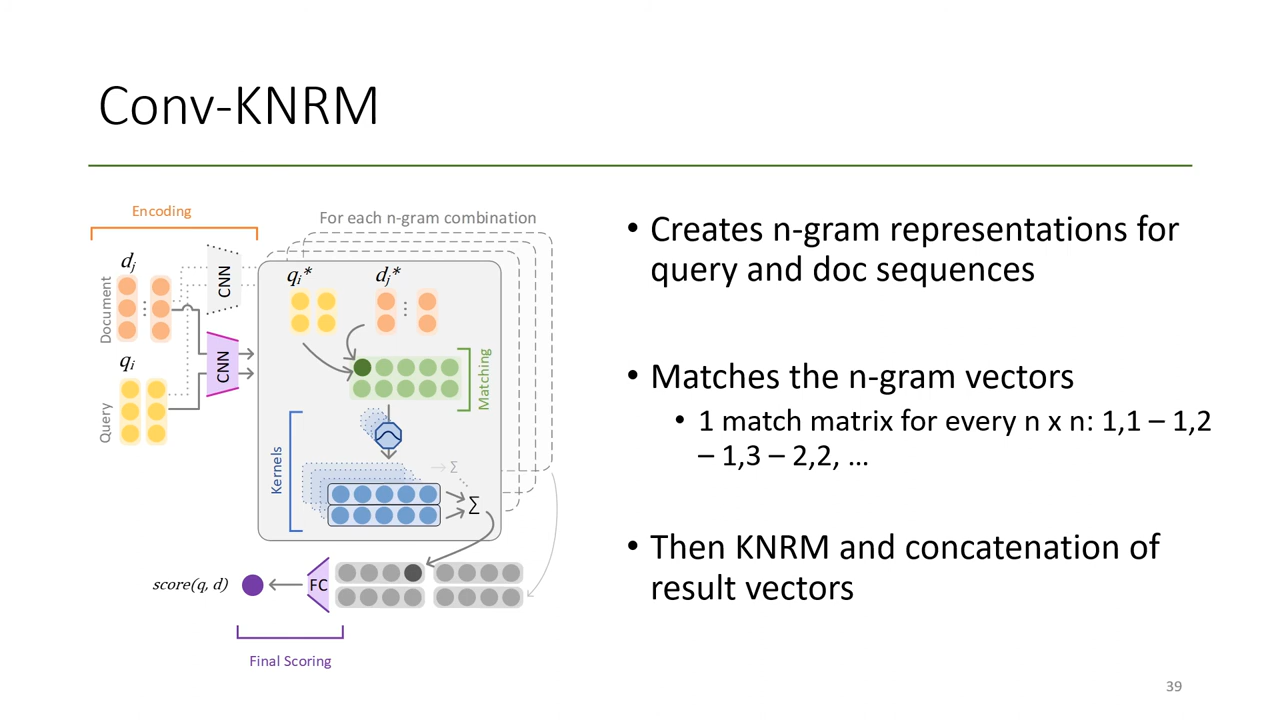 Conv-KNRM
Encoding
For each n-gram combination
Document
dj
CNN
qi*
dj*
qi
CNN
Query
Matching
Kernels
→ Σ
Σ
score(q, d)
FC
Final Scoring
• Creates n-gram representations for
query and doc sequences
• Matches the n-gram vectors
• 1 match matrix for every n x n: 1,1 – 1,2
– 1,3 – 2,2, …
• Then KNRM and concatenation of
result vectors
39